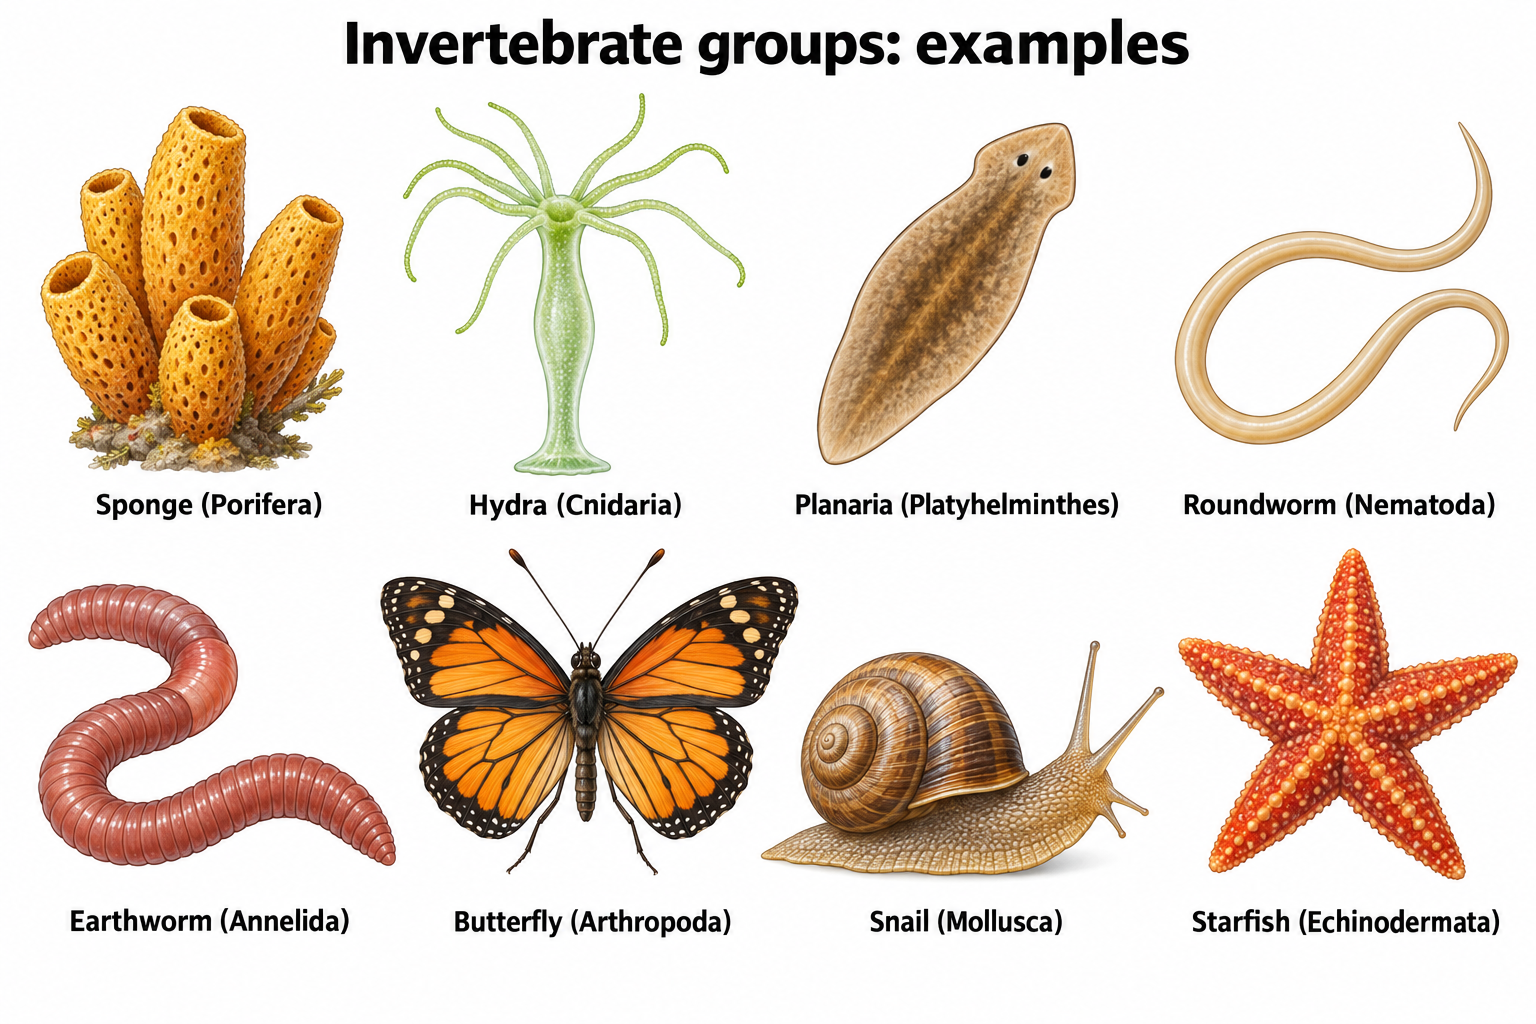 Invertebrate groups: examples
Sponge (Porifera)
Hydra (Cnidaria)
Planaria (Platyhelminthes)
Roundworm (Nematoda)
Earthworm (Annelida)
Butterfly (Arthropoda)
Snail (Mollusca)
Starfish (Echinodermata)